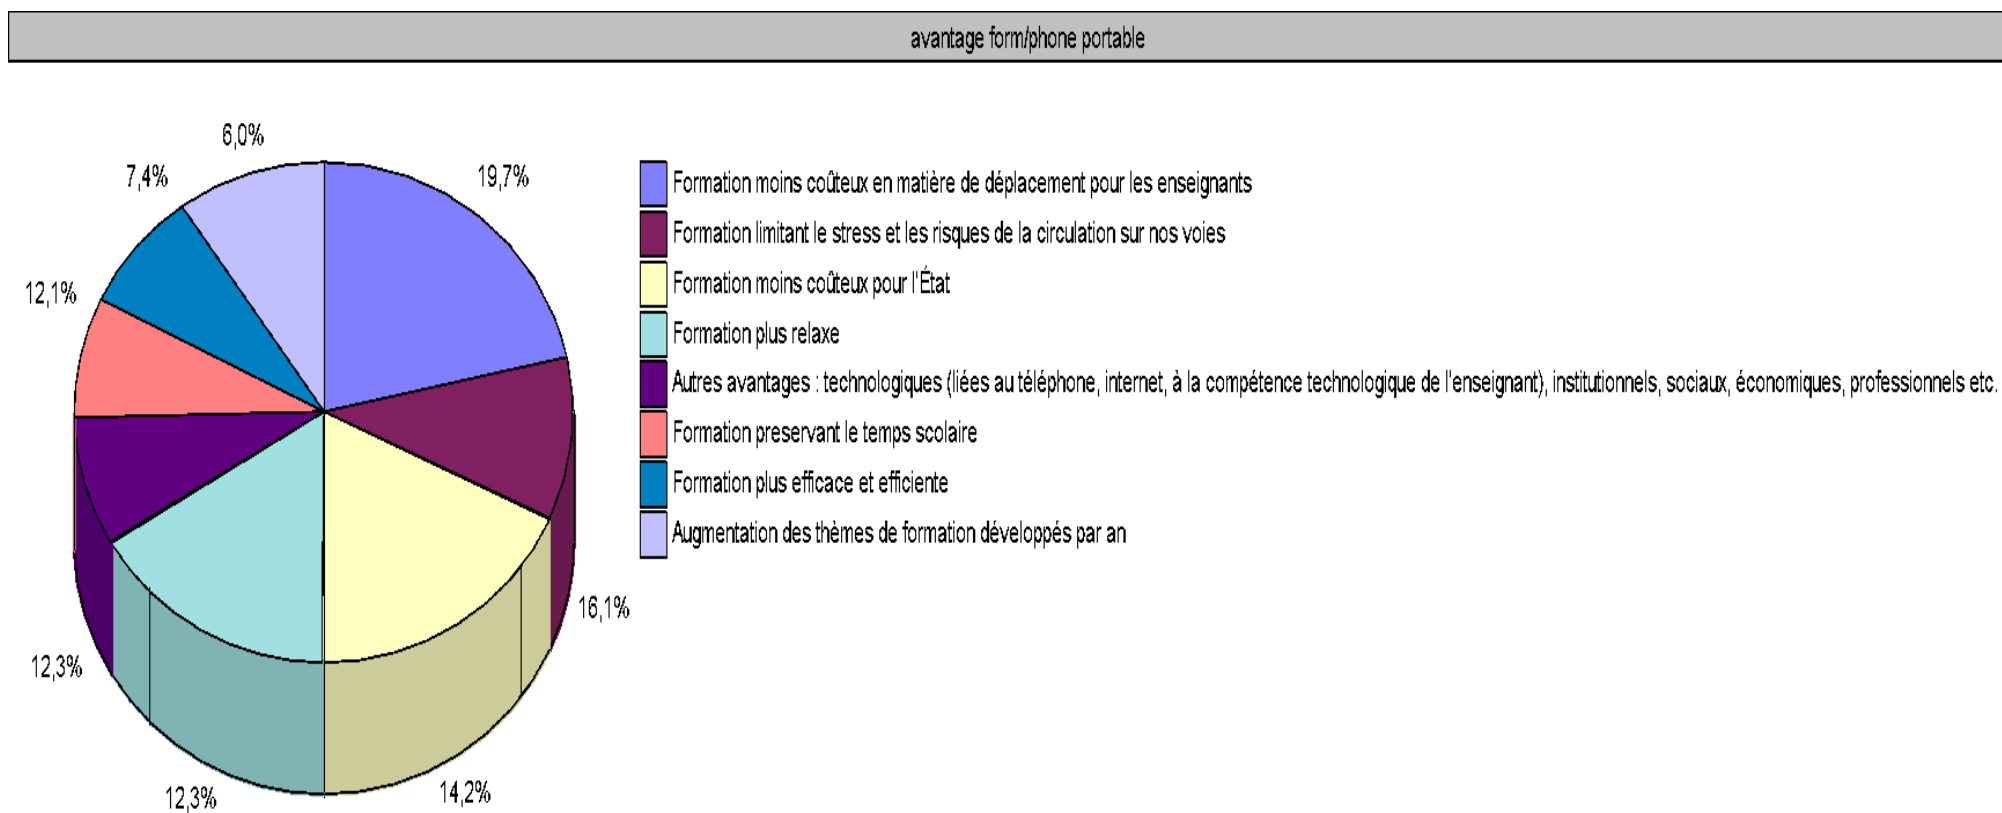 avantage form/phone portable
6,0%
7,4%
19,7%
12,1%
16,1%
12,3%
12,3%
14,2%
Formation moins coûteux en matière de déplacement pour les enseignants
Formation limitant le stress et les risques de la circulation sur nos voies
Formation moins coûteux pour l'État
Formation plus relaxe
Autres avantages : technologiques (liées au téléphone, internet, à la compétence technologique de l'enseignant), institutionnels, sociaux, économiques, professionnels etc.
Formation preservant le temps scolaire
Formation plus efficace et efficiente
Augmentation des thèmes de formation développés par an